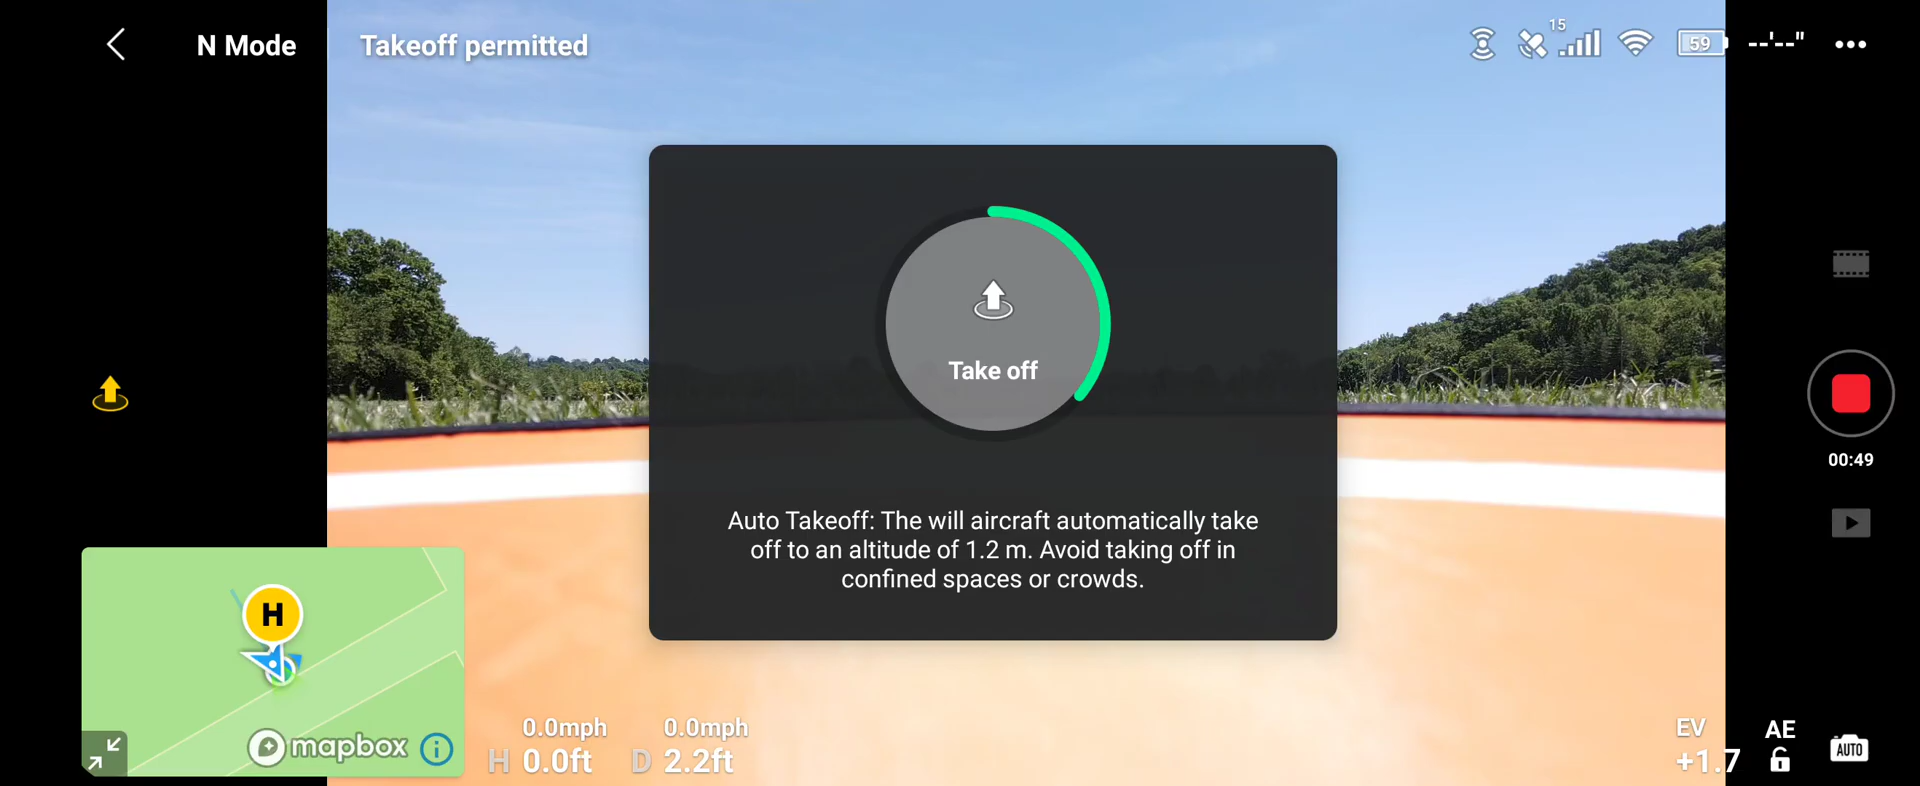 N Mode
Takeoff permitted
15
59
--'--"
Take off
00:49
Auto Takeoff: The will aircraft automatically take
off to an altitude of 1.2 m. Avoid taking off in
confined spaces or crowds.
H
mapbox
i
0.0mph
0.0mph
H 0.0ft
D 2.2ft
EV
+1.7
AE
AUTO